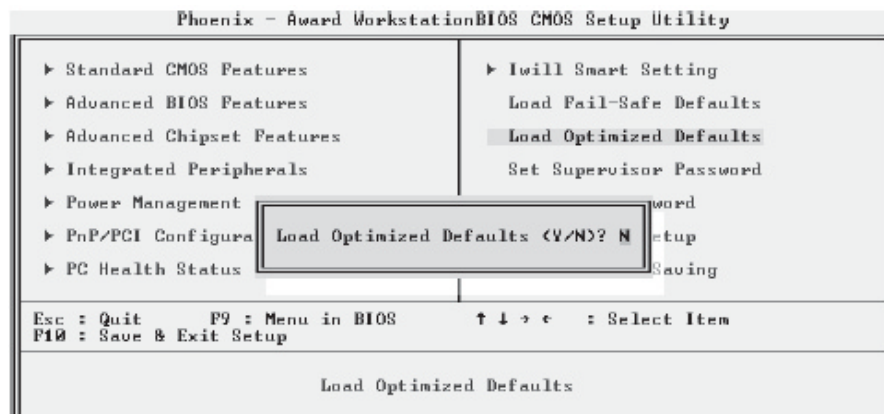 Phoenix - Award WorkstationBIOS CMOS Setup Utility
▶ Standard CMOS Features
▶ Advanced BIOS Features
▶ Advanced Chipset Features
▶ Integrated Peripherals
▶ Power Management
▶ PnP/PCI Configura
▶ PC Health Status
▶ Iwill Smart Setting
Load Fail-Safe Defaults
Load Optimized Defaults
Set Supervisor Password
word
etup
Saving
Load Optimized Defaults (Y/N)? N
Esc : Quit F9 : Menu in BIOS ↑ ↓ → ← : Select Item
F10 : Save & Exit Setup
Load Optimized Defaults